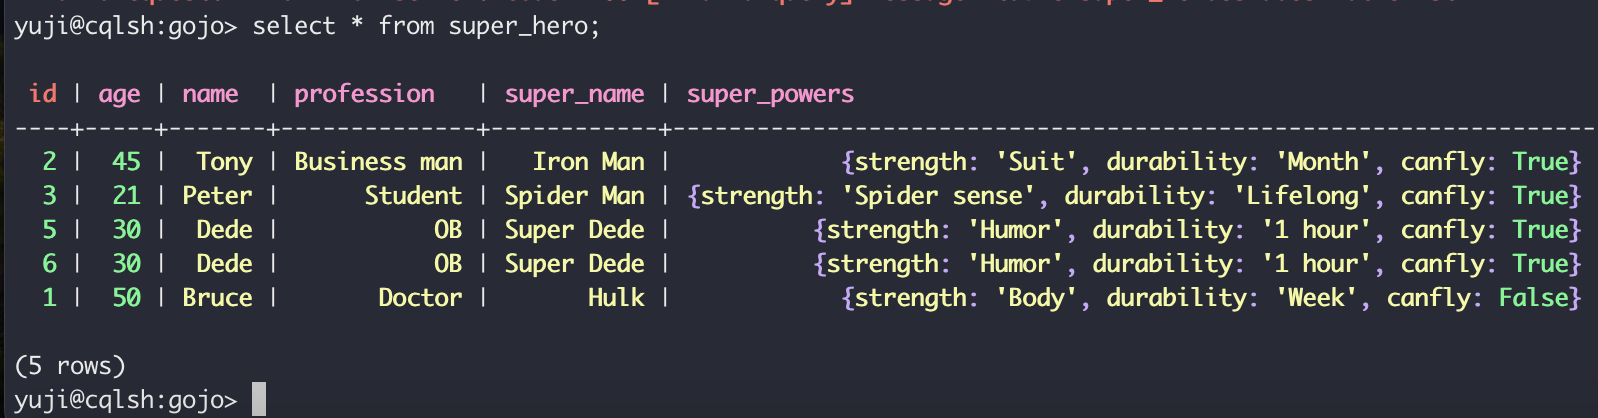 yuji@cqlsh:gojo> select * from super_hero;
id | age | name | profession | super_name | super_powers
----+-----+-------+--------------+------------+------------------------------------------------------------------
2 | 45 | Tony | Business man | Iron Man | {strength: 'Suit', durability: 'Month', canfly: True}
3 | 21 | Peter | Student | Spider Man | {strength: 'Spider sense', durability: 'Lifelong', canfly: True}
5 | 30 | Dede | OB | Super Dede | {strength: 'Humor', durability: '1 hour', canfly: True}
6 | 30 | Dede | OB | Super Dede | {strength: 'Humor', durability: '1 hour', canfly: True}
1 | 50 | Bruce | Doctor | Hulk | {strength: 'Body', durability: 'Week', canfly: False}
(5 rows)
yuji@cqlsh:gojo>